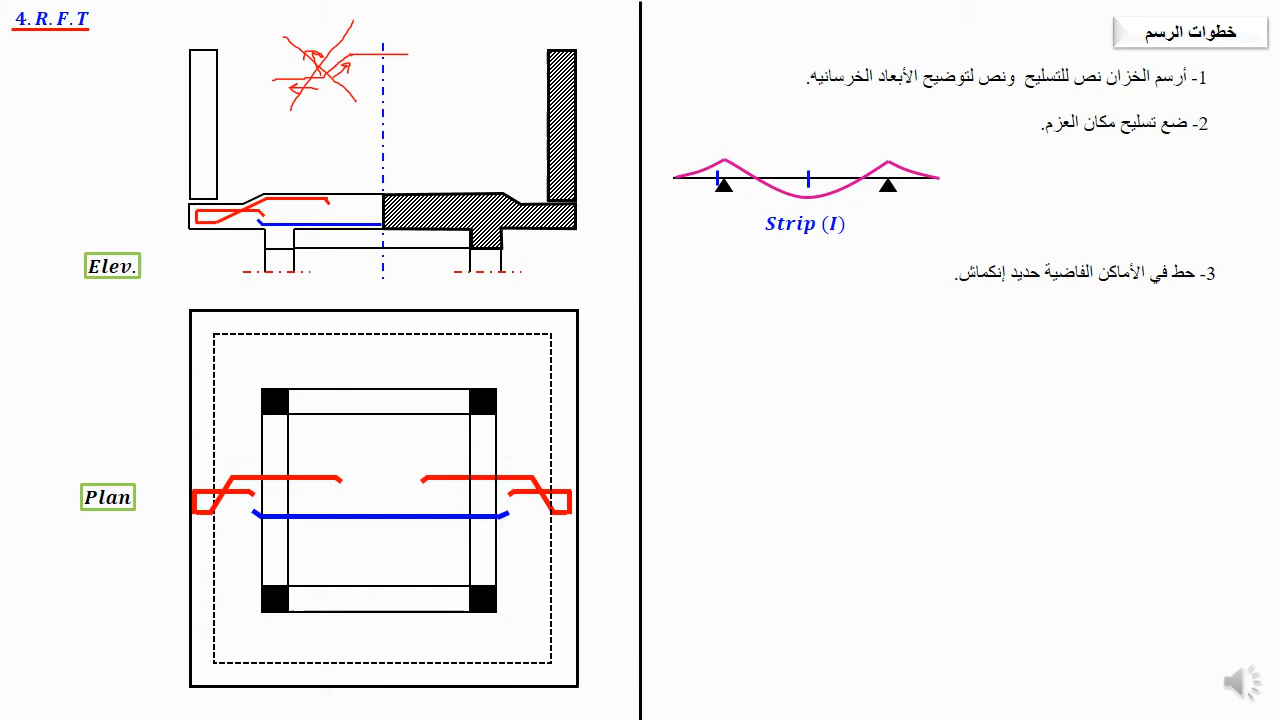 4.R.F.T
خطوات الرسم
1- أرسم الخزان نص للتسليح ونص لتوضيح الأبعاد الخرسانيه.
2- ضع تسليح مكان العزم.
Strip (I)
3- حط في الأماكن الفاضية حديد إنكماش.
Elev.
Plan